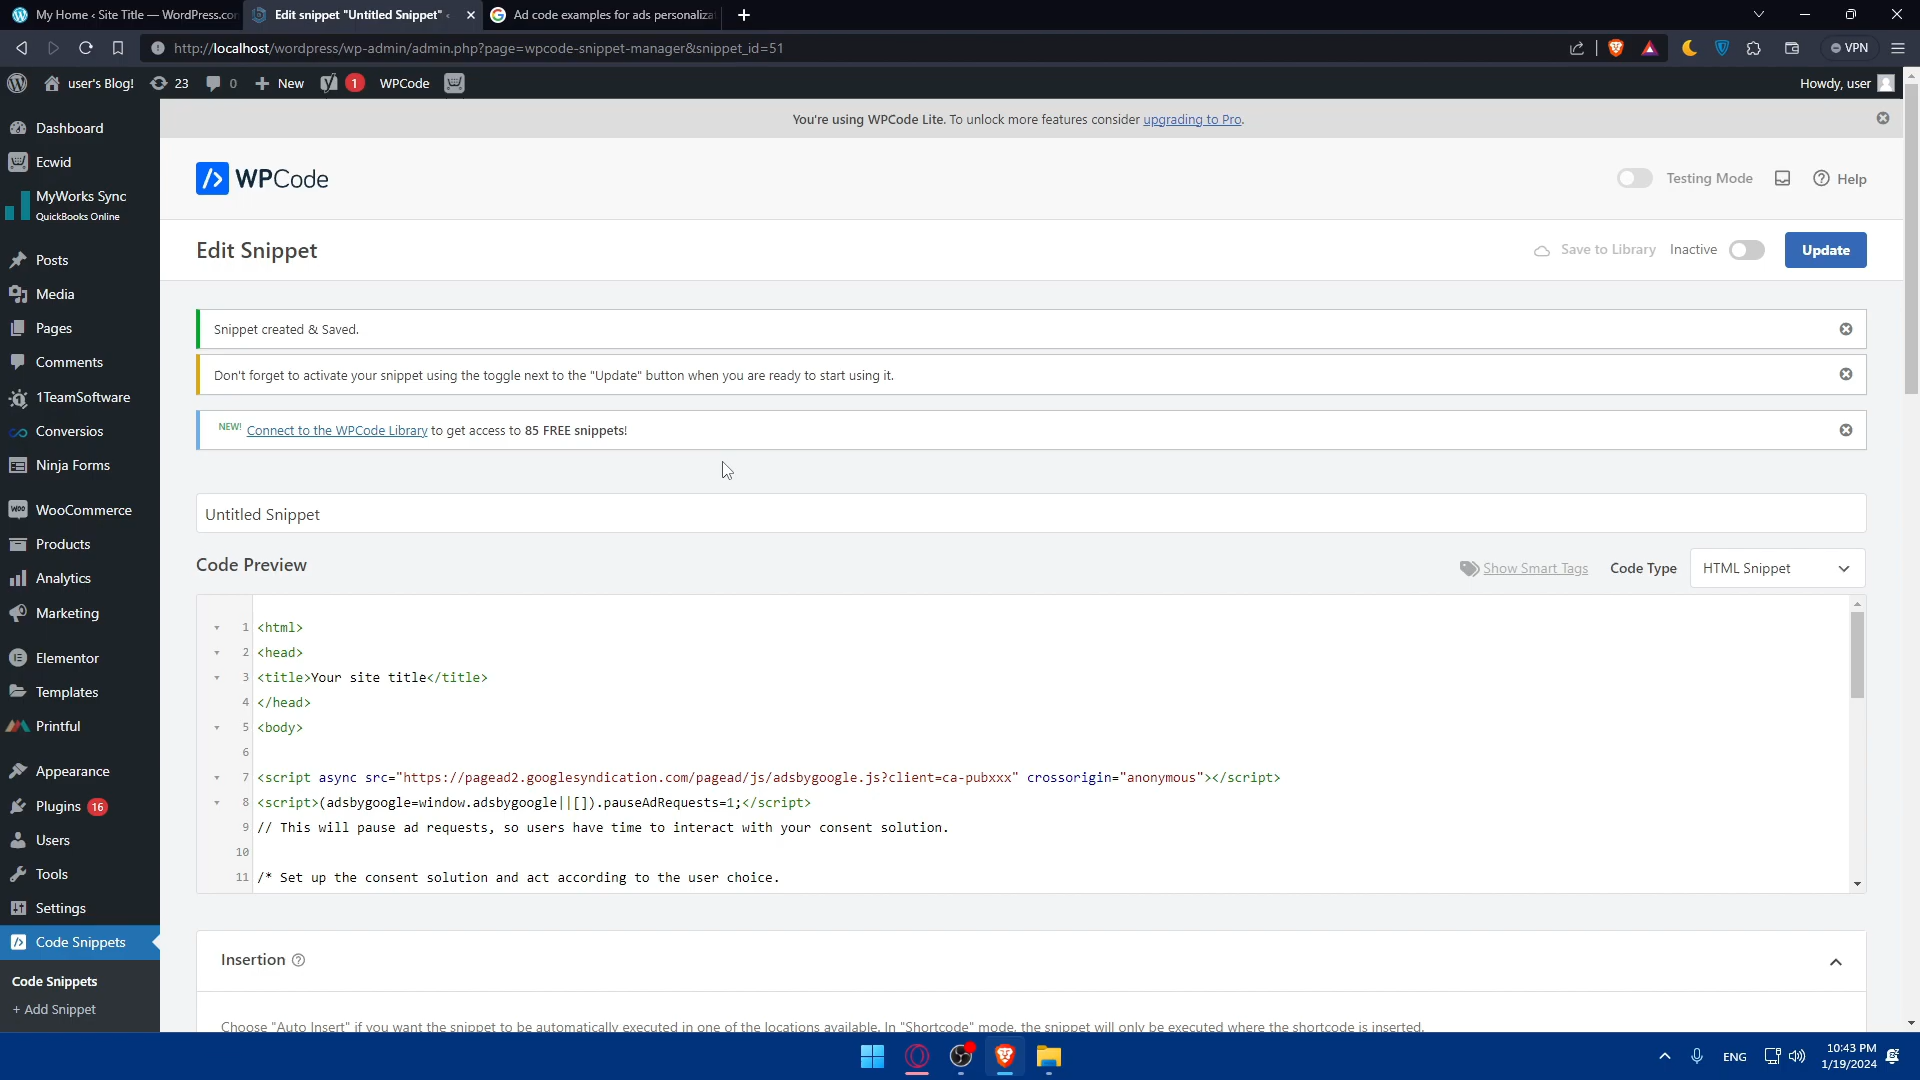 My Home < Site Title — WordPress.co
Edit snippet "Untitled Snippet" <
Ad code examples for ads personaliza
http://localhost/wordpress/wp-admin/admin.php?page=wpcode-snippet-manager&snippet_id=51
VPN
user's Blog!
23
0
New
1
WPCode
Howdy, user
You're using WPCode Lite. To unlock more features consider upgrading to Pro.
WPCode
Testing Mode
Help
Edit Snippet
Save to Library
Inactive
Update
Snippet created & Saved.
Don't forget to activate your snippet using the toggle next to the "Update" button when you are ready to start using it.
NEW! Connect to the WPCode Library to get access to 85 FREE snippets!
Untitled Snippet
Code Preview
Show Smart Tags
Code Type
HTML Snippet
1 <html>
2 <head>
3 <title>Your site title</title>
4 </head>
5 <body>
6
7 <script async src="https://pagead2.googlesyndication.com/pagead/js/adsbygoogle.js?client=ca-pubxxx" crossorigin="anonymous"></script>
8 <script>(adsbygoogle=window.adsbygoogle||[]).pauseAdRequests=1;</script>
9 // This will pause ad requests, so users have time to interact with your consent solution.
10
11 /* Set up the consent solution and act according to the user choice.
Insertion
Choose "Auto Insert" if you want the snippet to be automatically executed in one of the locations available. In "Shortcode" mode, the snippet will only be executed where the shortcode is inserted.
Dashboard
Ecwid
MyWorks Sync
QuickBooks Online
Posts
Media
Pages
Comments
1TeamSoftware
Conversios
Ninja Forms
Woo WooCommerce
Products
Analytics
Marketing
Elementor
Templates
Printful
Appearance
Plugins 16
Users
Tools
Settings
Code Snippets
Code Snippets
+ Add Snippet
ENG
10:43 PM
1/19/2024